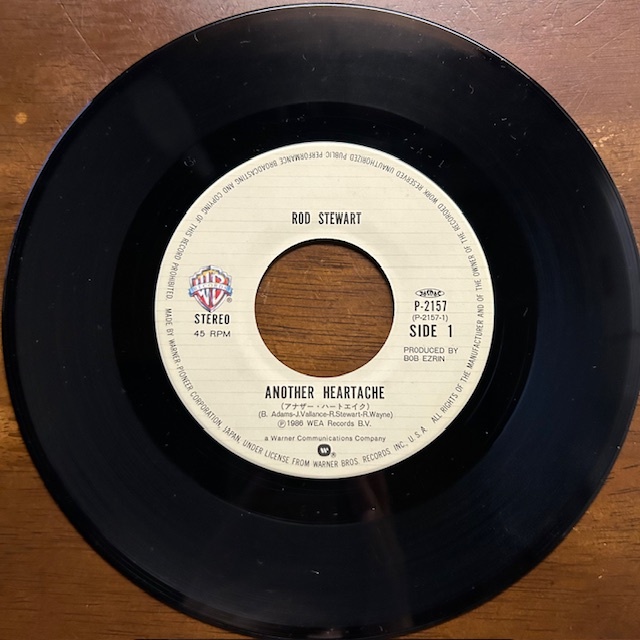 ROD STEWART
WB
STEREO
45 RPM
P-2157
(P-2157-1)
SIDE 1
PRODUCED BY
BOB EZRIN
ANOTHER HEARTACHE
(アナザー・ハートエイク)
(B. Adams-J.Vallance-R.Stewart-R.Wayne)
Ⓟ1986 WEA Records B.V.
a Warner Communications Company
W®
MADE BY WARNER-PIONEER CORPORATION, JAPAN, UNDER LICENSE FROM WARNER BROS. RECORDS, INC., U.S.A. ALL RIGHTS OF THE MANUFACTURER AND OF THE OWNER OF THE RECORDED WORK RESERVED UNAUTHORIZED PUBLIC PERFORMANCE BROADCASTING AND COPYING OF THIS RECORD PROHIBITED.